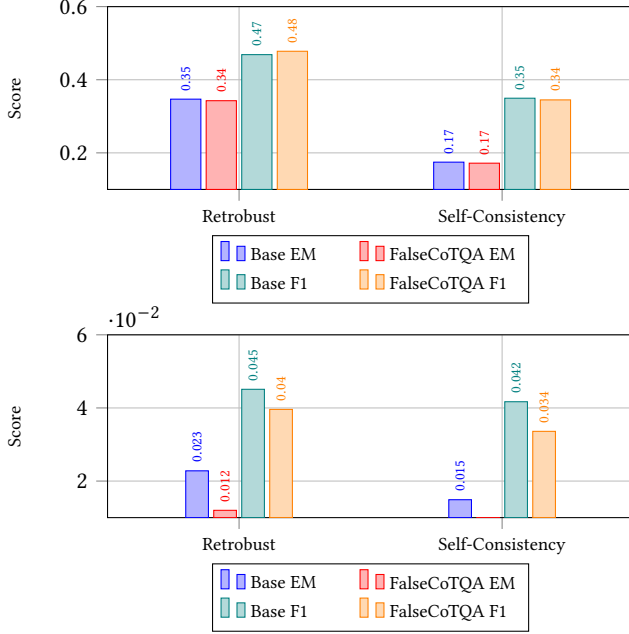 0.6
0.4
0.2
Score
0.35
0.34
0.47
0.48
0.17
0.17
0.35
0.34
Retrobust
Self-Consistency
Base EM
FalseCoTQA EM
Base F1
FalseCoTQA F1
·10⁻²
6
4
2
Score
0.023
0.012
0.045
0.04
0.015
0.042
0.034
Retrobust
Self-Consistency
Base EM
FalseCoTQA EM
Base F1
FalseCoTQA F1